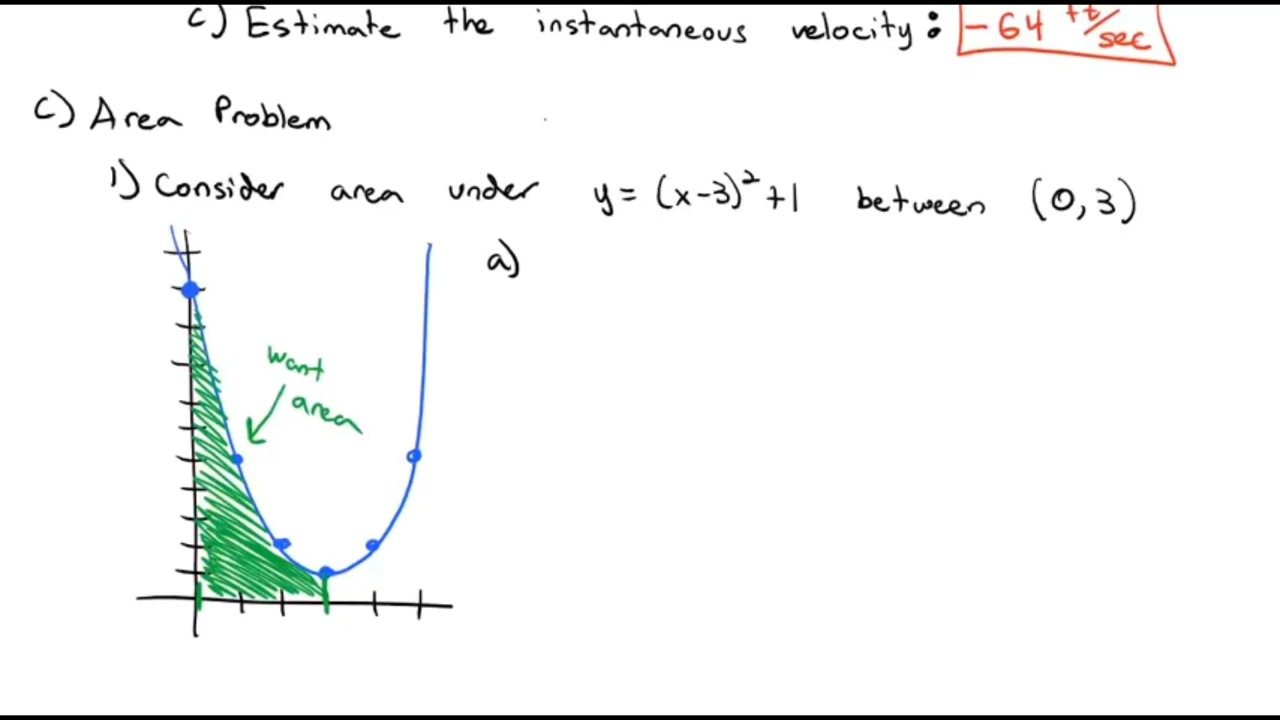 c) Estimate the instantaneous velocity: -64 ft/sec
C) Area Problem
1) Consider area under y = (x-3)²+1 between (0,3)
a)
want
area